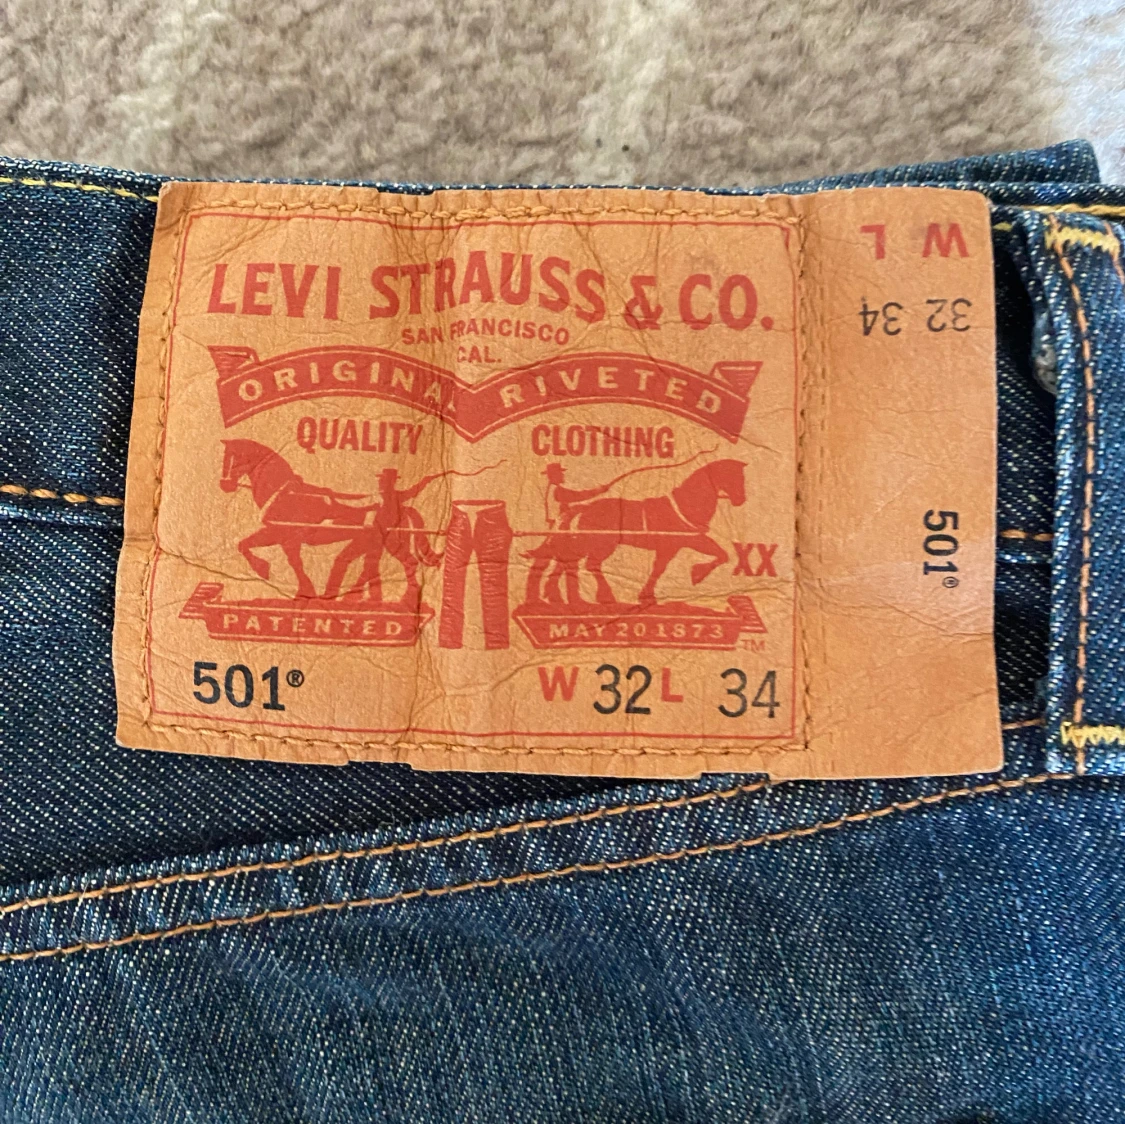 LEVI STRAUSS & CO.
SAN FRANCISCO
CAL.
ORIGINAL RIVETED
QUALITY CLOTHING
XX
PATENTED MAY 20 1873 TM
501® W 32 L 34
W L
32 34
501®